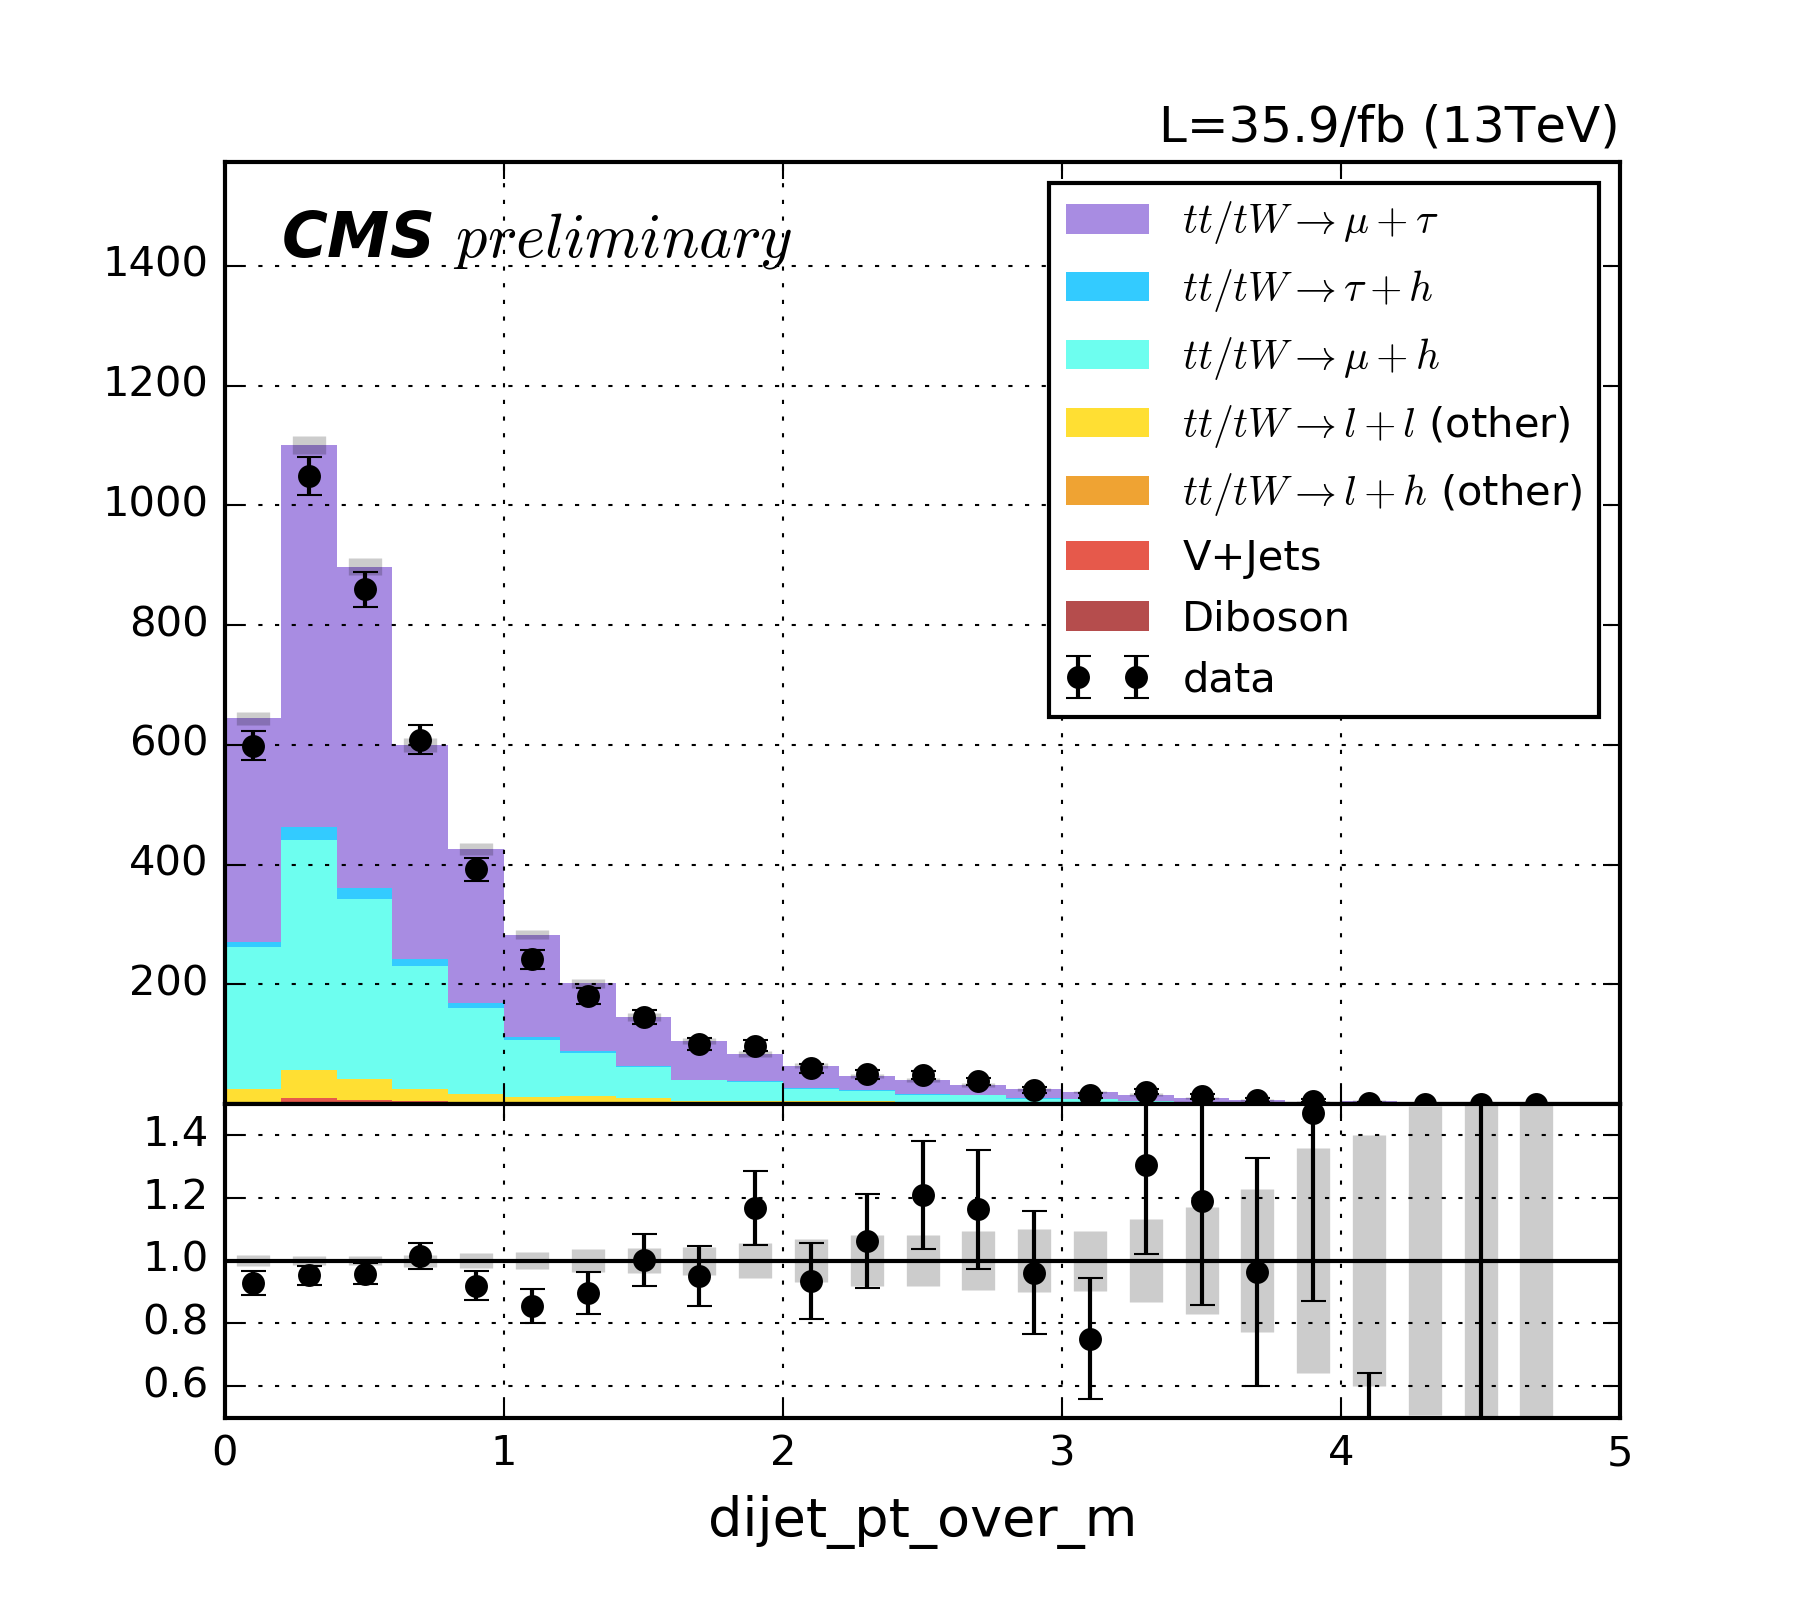 L=35.9/fb (13TeV)
CMS preliminary
1400
1200
1000
800
600
400
200
tt/tW→μ+τ
tt/tW→τ+h
tt/tW→μ+h
tt/tW→l+l (other)
tt/tW→l+h (other)
V+Jets
Diboson
data
1.4
1.2
1.0
0.8
0.6
0 1 2 3 4 5
dijet_pt_over_m